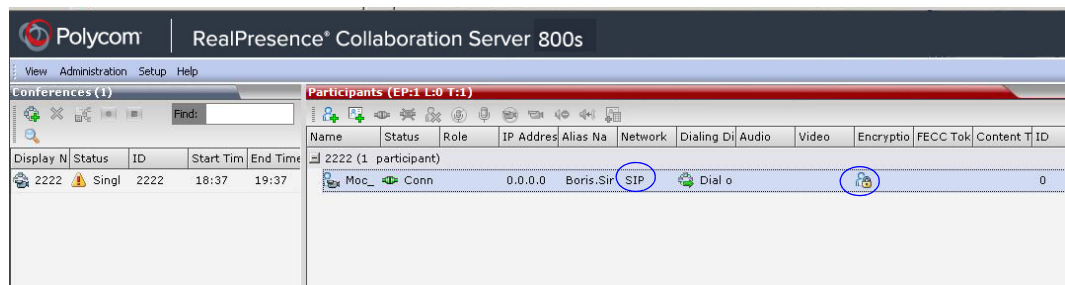 Polycom RealPresence® Collaboration Server 800s
View Administration Setup Help
Conferences (1)
Find:
Display N Status ID Start Tim End Time
2222 Singl 2222 18:37 19:37
Participants (EP:1 L:0 T:1)
Name Status Role IP Addres Alias Na Network Dialing Di Audio Video Encryptio FECC Tok Content T ID
2222 (1 participant)
Moc_ Conn 0.0.0.0 Boris.Sir SIP Dial o 0